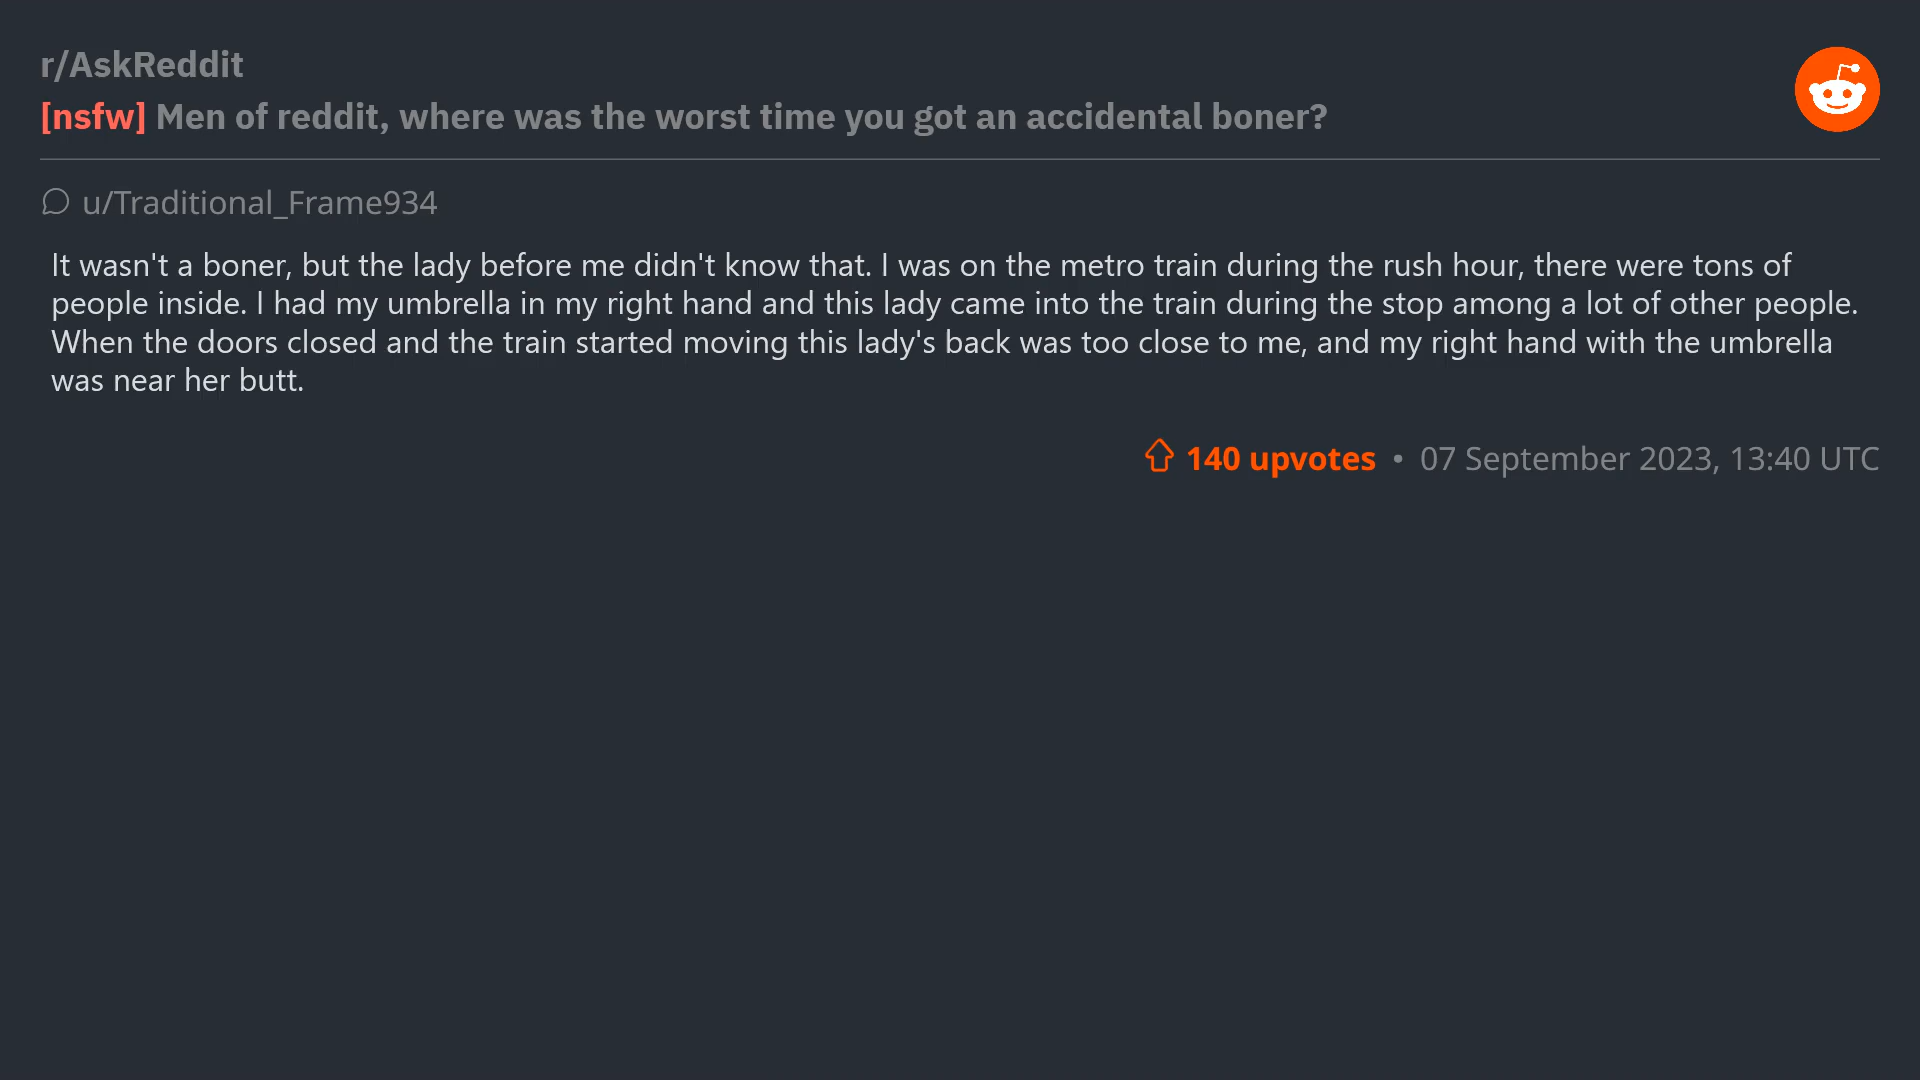 r/AskReddit
[nsfw] Men of reddit, where was the worst time you got an accidental boner?
u/Traditional_Frame934
It wasn't a boner, but the lady before me didn't know that. I was on the metro train during the rush hour, there were tons of
people inside. I had my umbrella in my right hand and this lady came into the train during the stop among a lot of other people.
When the doors closed and the train started moving this lady's back was too close to me, and my right hand with the umbrella
was near her butt.
140 upvotes • 07 September 2023, 13:40 UTC